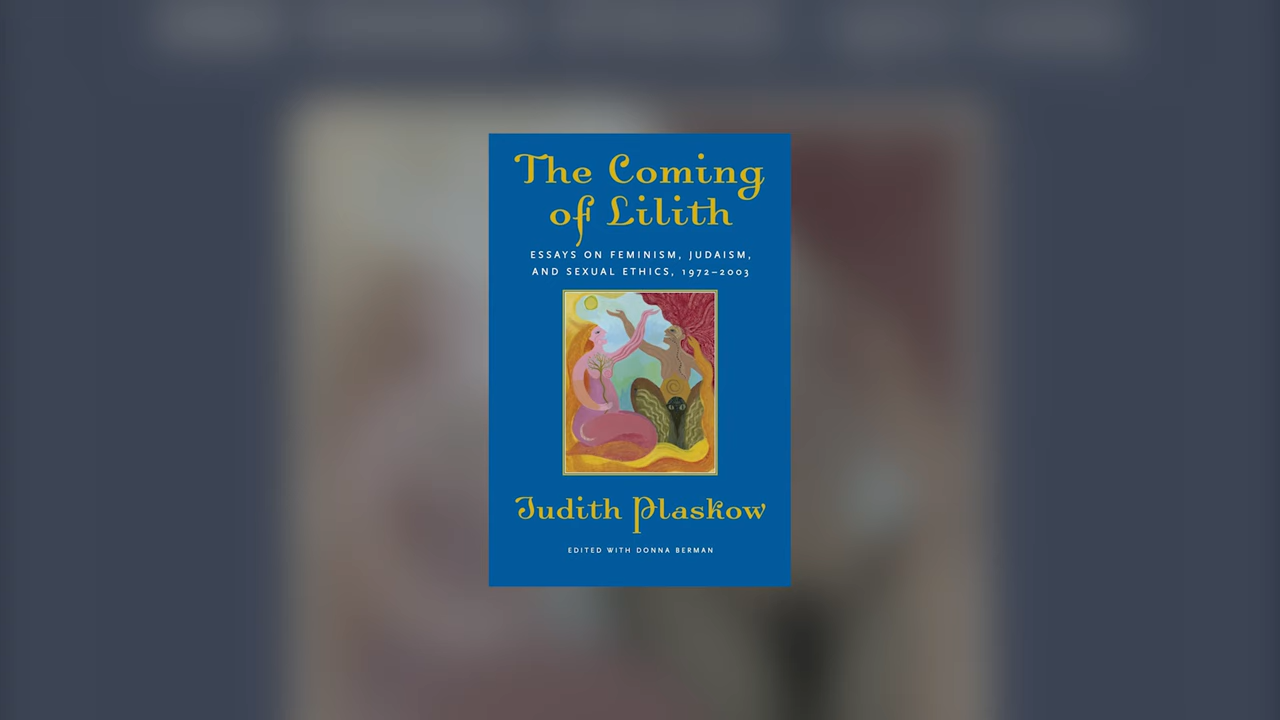 The Coming
of Lilith
ESSAYS ON FEMINISM, JUDAISM,
AND SEXUAL ETHICS, 1972–2003
Judith Plaskow
EDITED WITH DONNA BERMAN